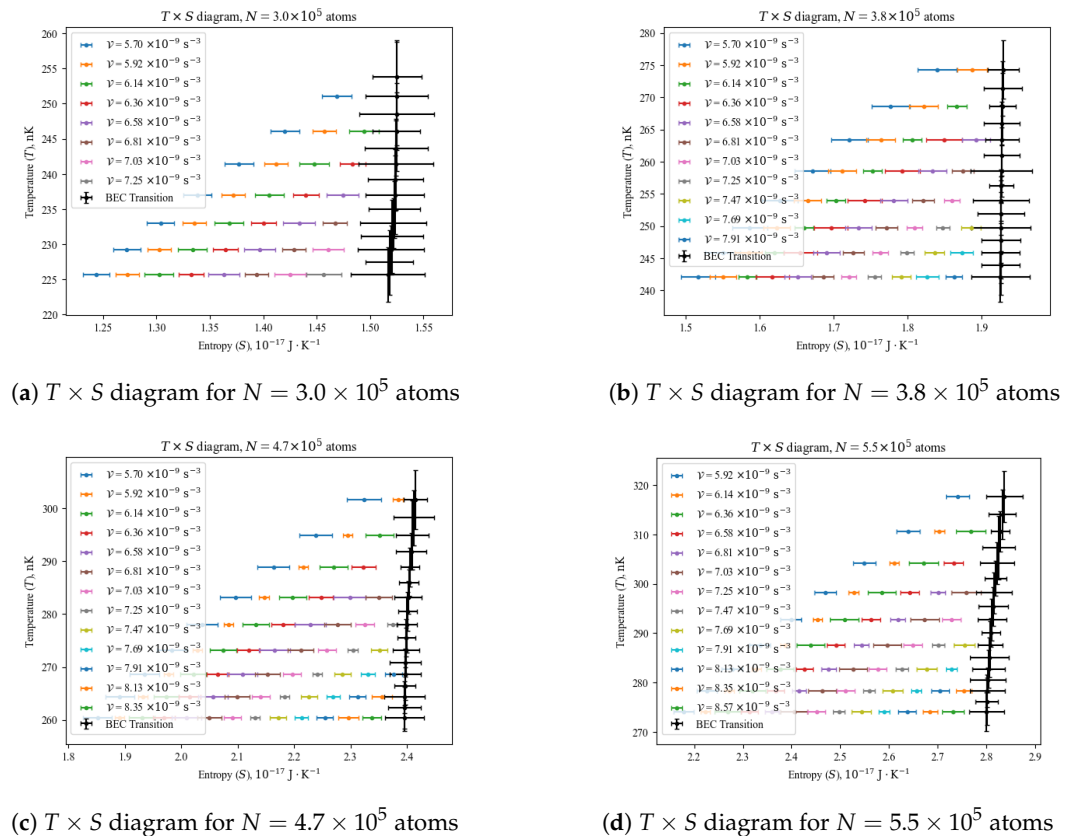 T × S diagram, N = 3.0×10⁵ atoms
260
255
250
245
240
235
230
225
220
Temperature (T), nK
𝒱 = 5.70 ×10⁻⁹ s⁻³
𝒱 = 5.92 ×10⁻⁹ s⁻³
𝒱 = 6.14 ×10⁻⁹ s⁻³
𝒱 = 6.36 ×10⁻⁹ s⁻³
𝒱 = 6.58 ×10⁻⁹ s⁻³
𝒱 = 6.81 ×10⁻⁹ s⁻³
𝒱 = 7.03 ×10⁻⁹ s⁻³
𝒱 = 7.25 ×10⁻⁹ s⁻³
BEC Transition
1.25 1.30 1.35 1.40 1.45 1.50 1.55
Entropy (S), 10⁻¹⁷ J · K⁻¹
(a) T × S diagram for N = 3.0 × 10⁵ atoms
T × S diagram, N = 3.8×10⁵ atoms
280
275
270
265
260
255
250
245
240
Temperature (T), nK
𝒱 = 5.70 ×10⁻⁹ s⁻³
𝒱 = 5.92 ×10⁻⁹ s⁻³
𝒱 = 6.14 ×10⁻⁹ s⁻³
𝒱 = 6.36 ×10⁻⁹ s⁻³
𝒱 = 6.58 ×10⁻⁹ s⁻³
𝒱 = 6.81 ×10⁻⁹ s⁻³
𝒱 = 7.03 ×10⁻⁹ s⁻³
𝒱 = 7.25 ×10⁻⁹ s⁻³
𝒱 = 7.47 ×10⁻⁹ s⁻³
𝒱 = 7.69 ×10⁻⁹ s⁻³
𝒱 = 7.91 ×10⁻⁹ s⁻³
BEC Transition
1.5 1.6 1.7 1.8 1.9
Entropy (S), 10⁻¹⁷ J · K⁻¹
(b) T × S diagram for N = 3.8 × 10⁵ atoms
T × S diagram, N = 4.7×10⁵ atoms
300
290
280
270
260
Temperature (T), nK
𝒱 = 5.70 ×10⁻⁹ s⁻³
𝒱 = 5.92 ×10⁻⁹ s⁻³
𝒱 = 6.14 ×10⁻⁹ s⁻³
𝒱 = 6.36 ×10⁻⁹ s⁻³
𝒱 = 6.58 ×10⁻⁹ s⁻³
𝒱 = 6.81 ×10⁻⁹ s⁻³
𝒱 = 7.03 ×10⁻⁹ s⁻³
𝒱 = 7.25 ×10⁻⁹ s⁻³
𝒱 = 7.47 ×10⁻⁹ s⁻³
𝒱 = 7.69 ×10⁻⁹ s⁻³
𝒱 = 7.91 ×10⁻⁹ s⁻³
𝒱 = 8.13 ×10⁻⁹ s⁻³
𝒱 = 8.35 ×10⁻⁹ s⁻³
BEC Transition
1.8 1.9 2.0 2.1 2.2 2.3 2.4
Entropy (S), 10⁻¹⁷ J · K⁻¹
(c) T × S diagram for N = 4.7 × 10⁵ atoms
T × S diagram, N = 5.5×10⁵ atoms
320
310
300
290
280
270
Temperature (T), nK
𝒱 = 5.92 ×10⁻⁹ s⁻³
𝒱 = 6.14 ×10⁻⁹ s⁻³
𝒱 = 6.36 ×10⁻⁹ s⁻³
𝒱 = 6.58 ×10⁻⁹ s⁻³
𝒱 = 6.81 ×10⁻⁹ s⁻³
𝒱 = 7.03 ×10⁻⁹ s⁻³
𝒱 = 7.25 ×10⁻⁹ s⁻³
𝒱 = 7.47 ×10⁻⁹ s⁻³
𝒱 = 7.69 ×10⁻⁹ s⁻³
𝒱 = 7.91 ×10⁻⁹ s⁻³
𝒱 = 8.13 ×10⁻⁹ s⁻³
𝒱 = 8.35 ×10⁻⁹ s⁻³
𝒱 = 8.57 ×10⁻⁹ s⁻³
BEC Transition
2.2 2.3 2.4 2.5 2.6 2.7 2.8 2.9
Entropy (S), 10⁻¹⁷ J · K⁻¹
(d) T × S diagram for N = 5.5 × 10⁵ atoms